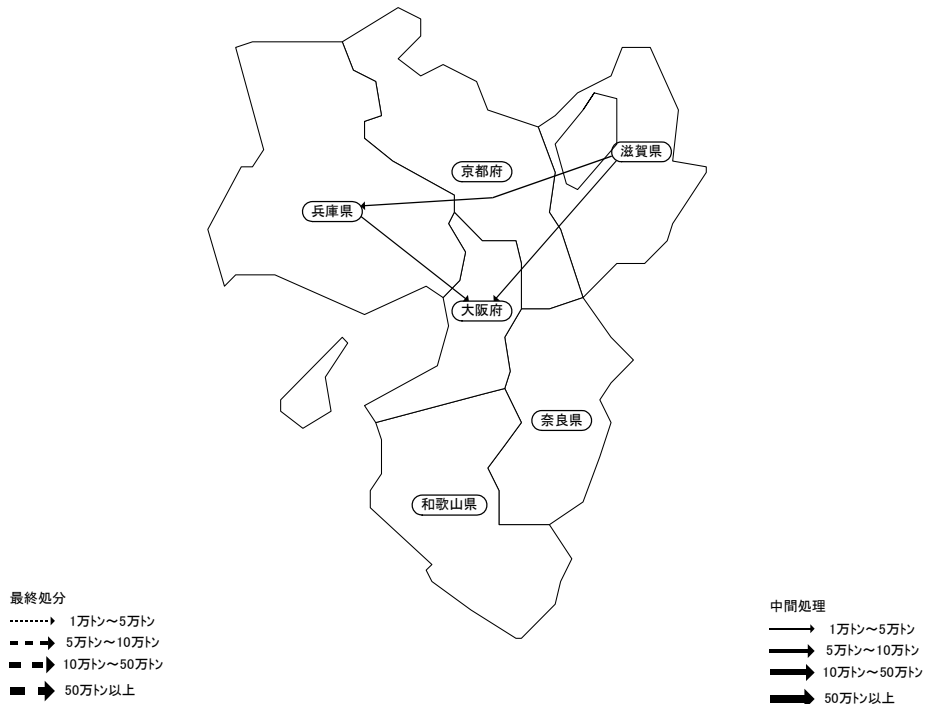 滋賀県
京都府
兵庫県
大阪府
奈良県
和歌山県
最終処分
1万トン～5万トン
5万トン～10万トン
10万トン～50万トン
50万トン以上
中間処理
1万トン～5万トン
5万トン～10万トン
10万トン～50万トン
50万トン以上